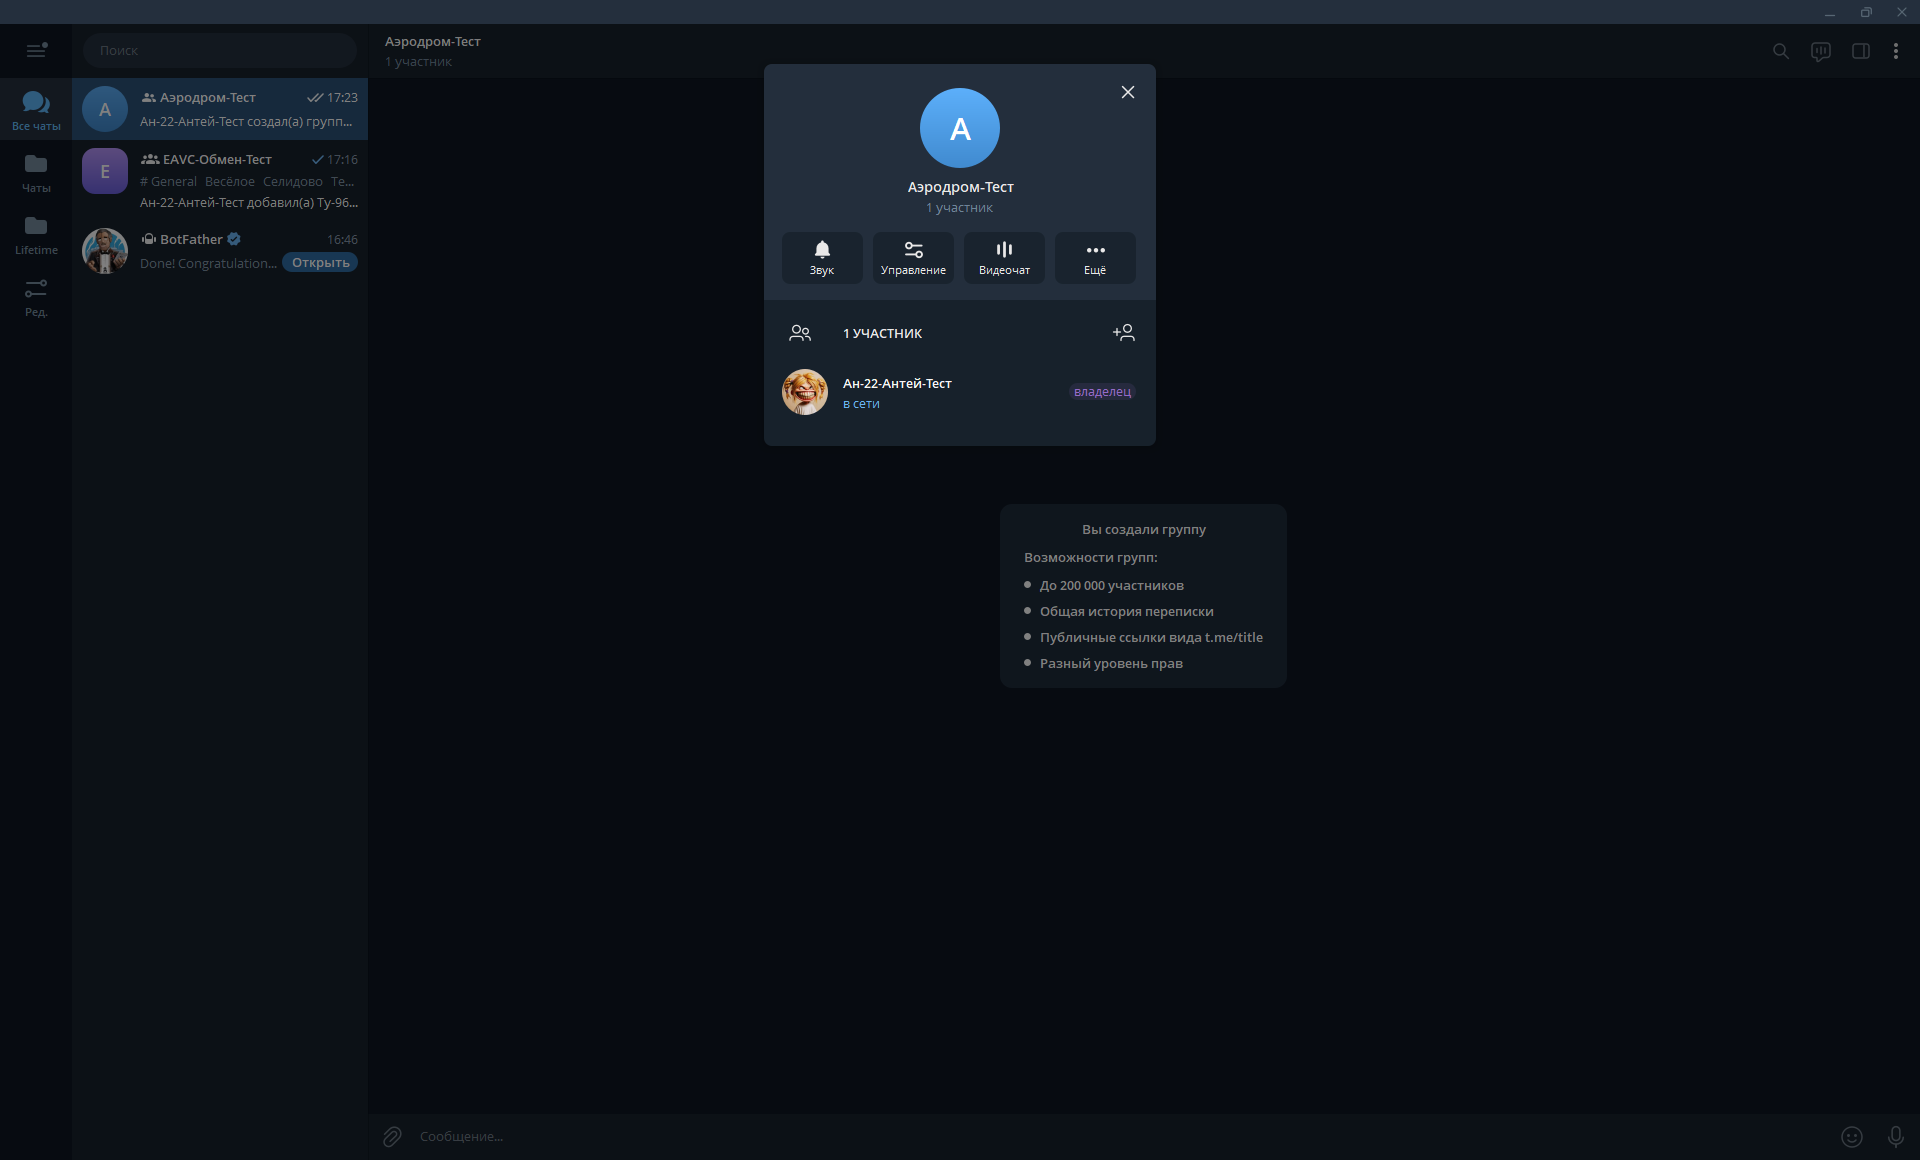 Поиск
Все чаты
Чаты
Lifetime
Ред.
А
Аэродром-Тест
17:23
Ан-22-Антей-Тест создал(а) групп...
E
EAVC-Обмен-Тест
17:16
# General Весёлое Селидово Те...
Ан-22-Антей-Тест добавил(а) Ту-96...
BotFather
16:46
Done! Congratulation...
Открыть
Аэродром-Тест
1 участник
А
Аэродром-Тест
1 участник
Звук
Управление
Видеочат
Ещё
1 УЧАСТНИК
Ан-22-Антей-Тест
владелец
в сети
Вы создали группу
Возможности групп:
До 200 000 участников
Общая история переписки
Публичные ссылки вида t.me/title
Разный уровень прав
Сообщение...